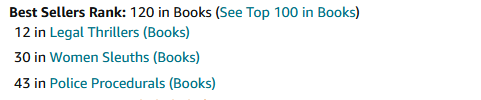 Best Sellers Rank: 120 in Books (See Top 100 in Books)
12 in Legal Thrillers (Books)
30 in Women Sleuths (Books)
43 in Police Procedurals (Books)